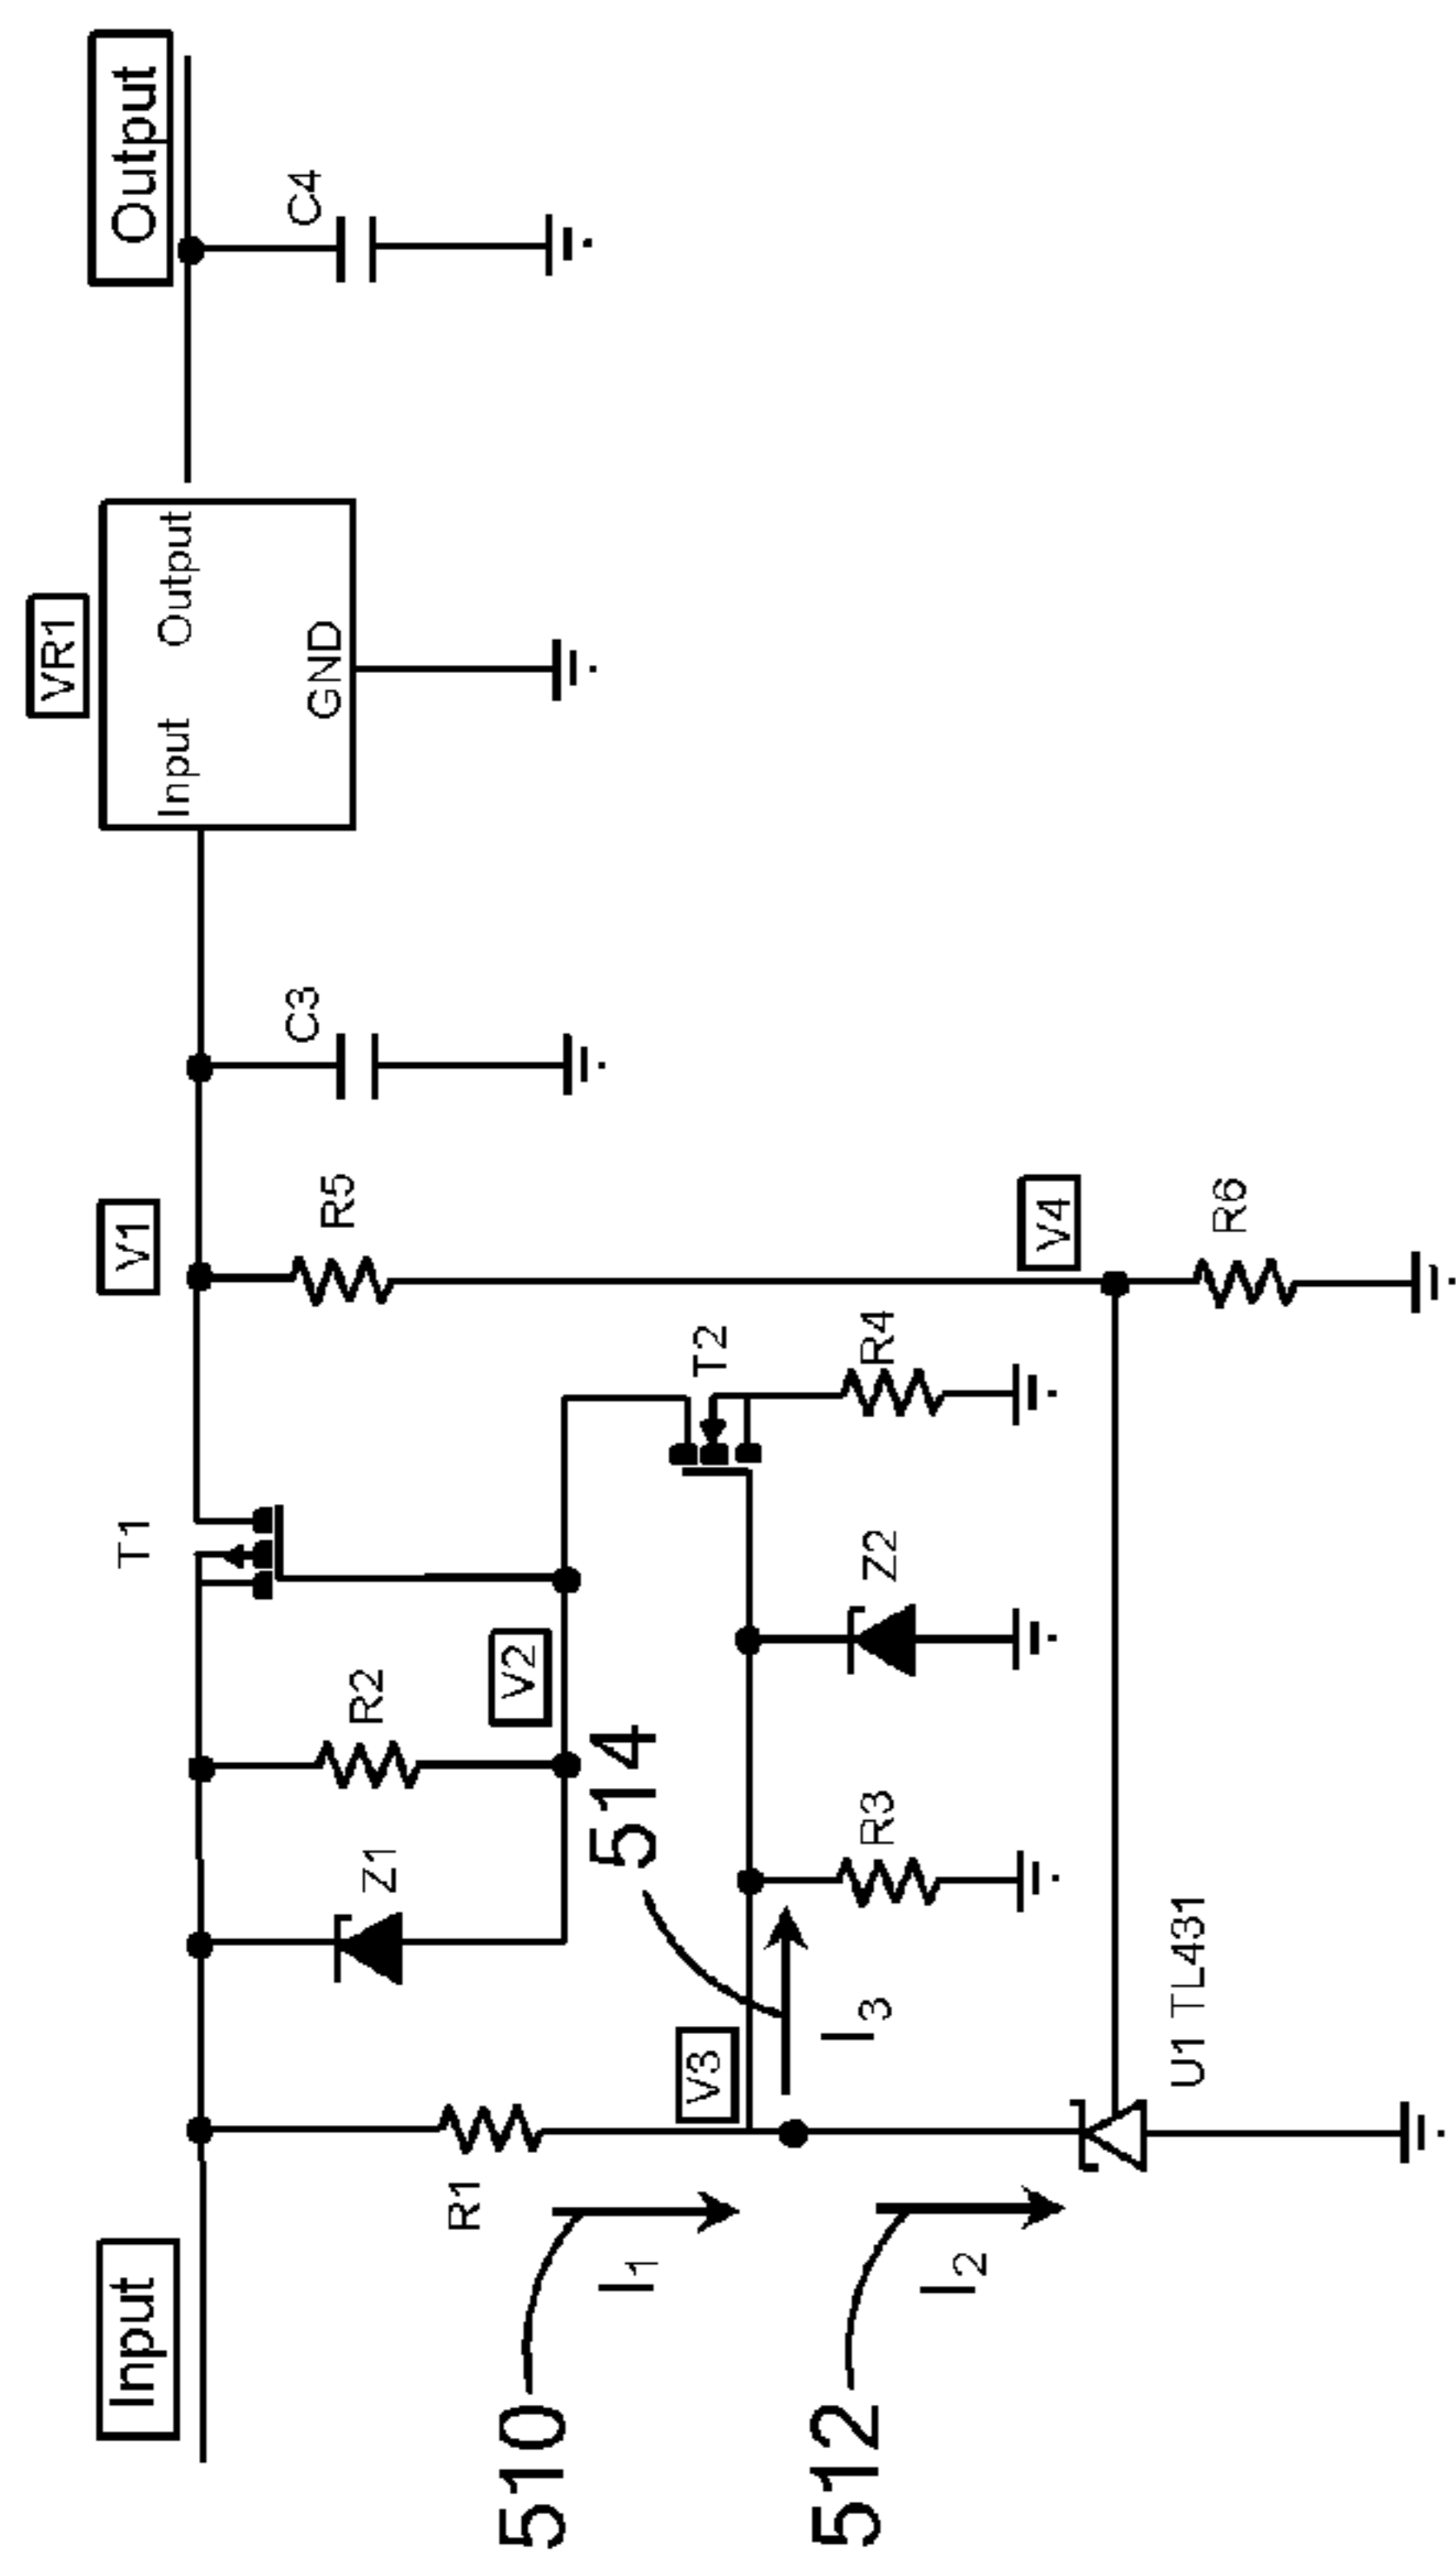 Input
Output
VR1
Input
Output
GND
T1
V1
R1
Z1
R2
V2
R5
C3
C4
V3
514
T2
R3
Z2
R4
V4
R6
510
I1
512
I2
I3
U1 TL431